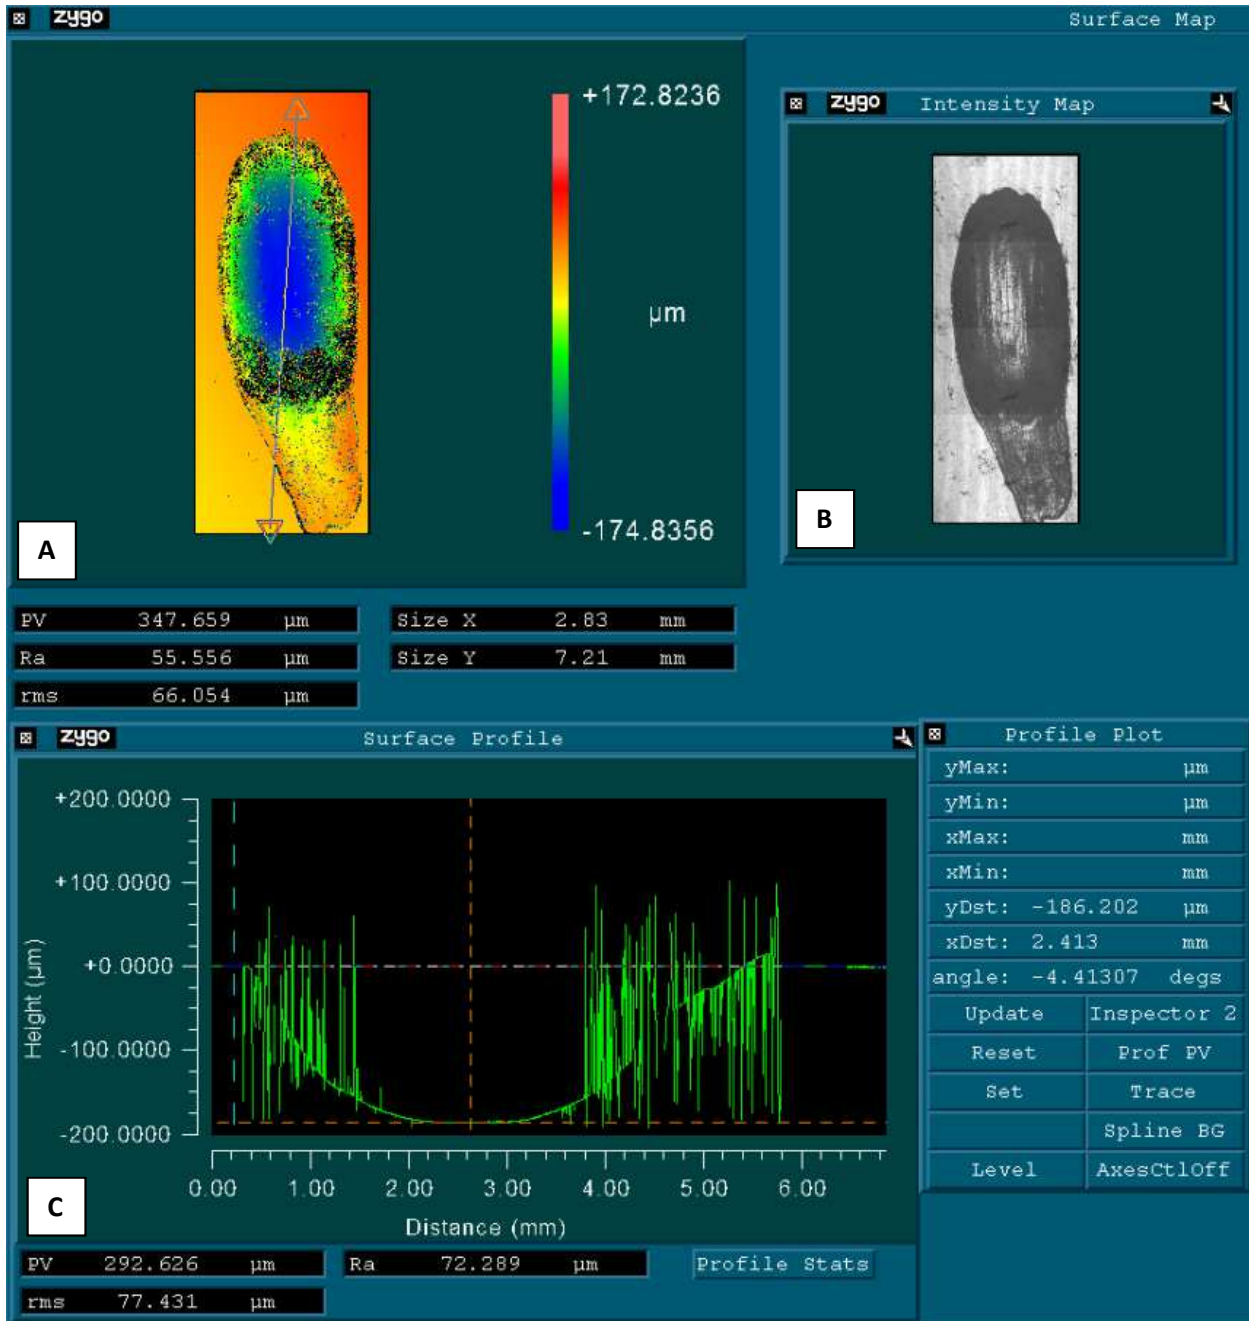 zygo Surface Map
+172.8236
µm
-174.8356
A
zygo Intensity Map
B
PV 347.659 µm
Size X 2.83 mm
Ra 55.556 µm
Size Y 7.21 mm
rms 66.054 µm
zygo Surface Profile
+200.0000
+100.0000
+0.0000
-100.0000
-200.0000
Height (µm)
0.00 1.00 2.00 3.00 4.00 5.00 6.00
Distance (mm)
C
PV 292.626 µm
Ra 72.289 µm
Profile Stats
rms 77.431 µm
Profile Plot
yMax: µm
yMin: µm
xMax: mm
xMin: mm
yDst: -186.202 µm
xDst: 2.413 mm
angle: -4.41307 degs
Update Inspector 2
Reset Prof PV
Set Trace
Spline BG
Level AxesCtlOff